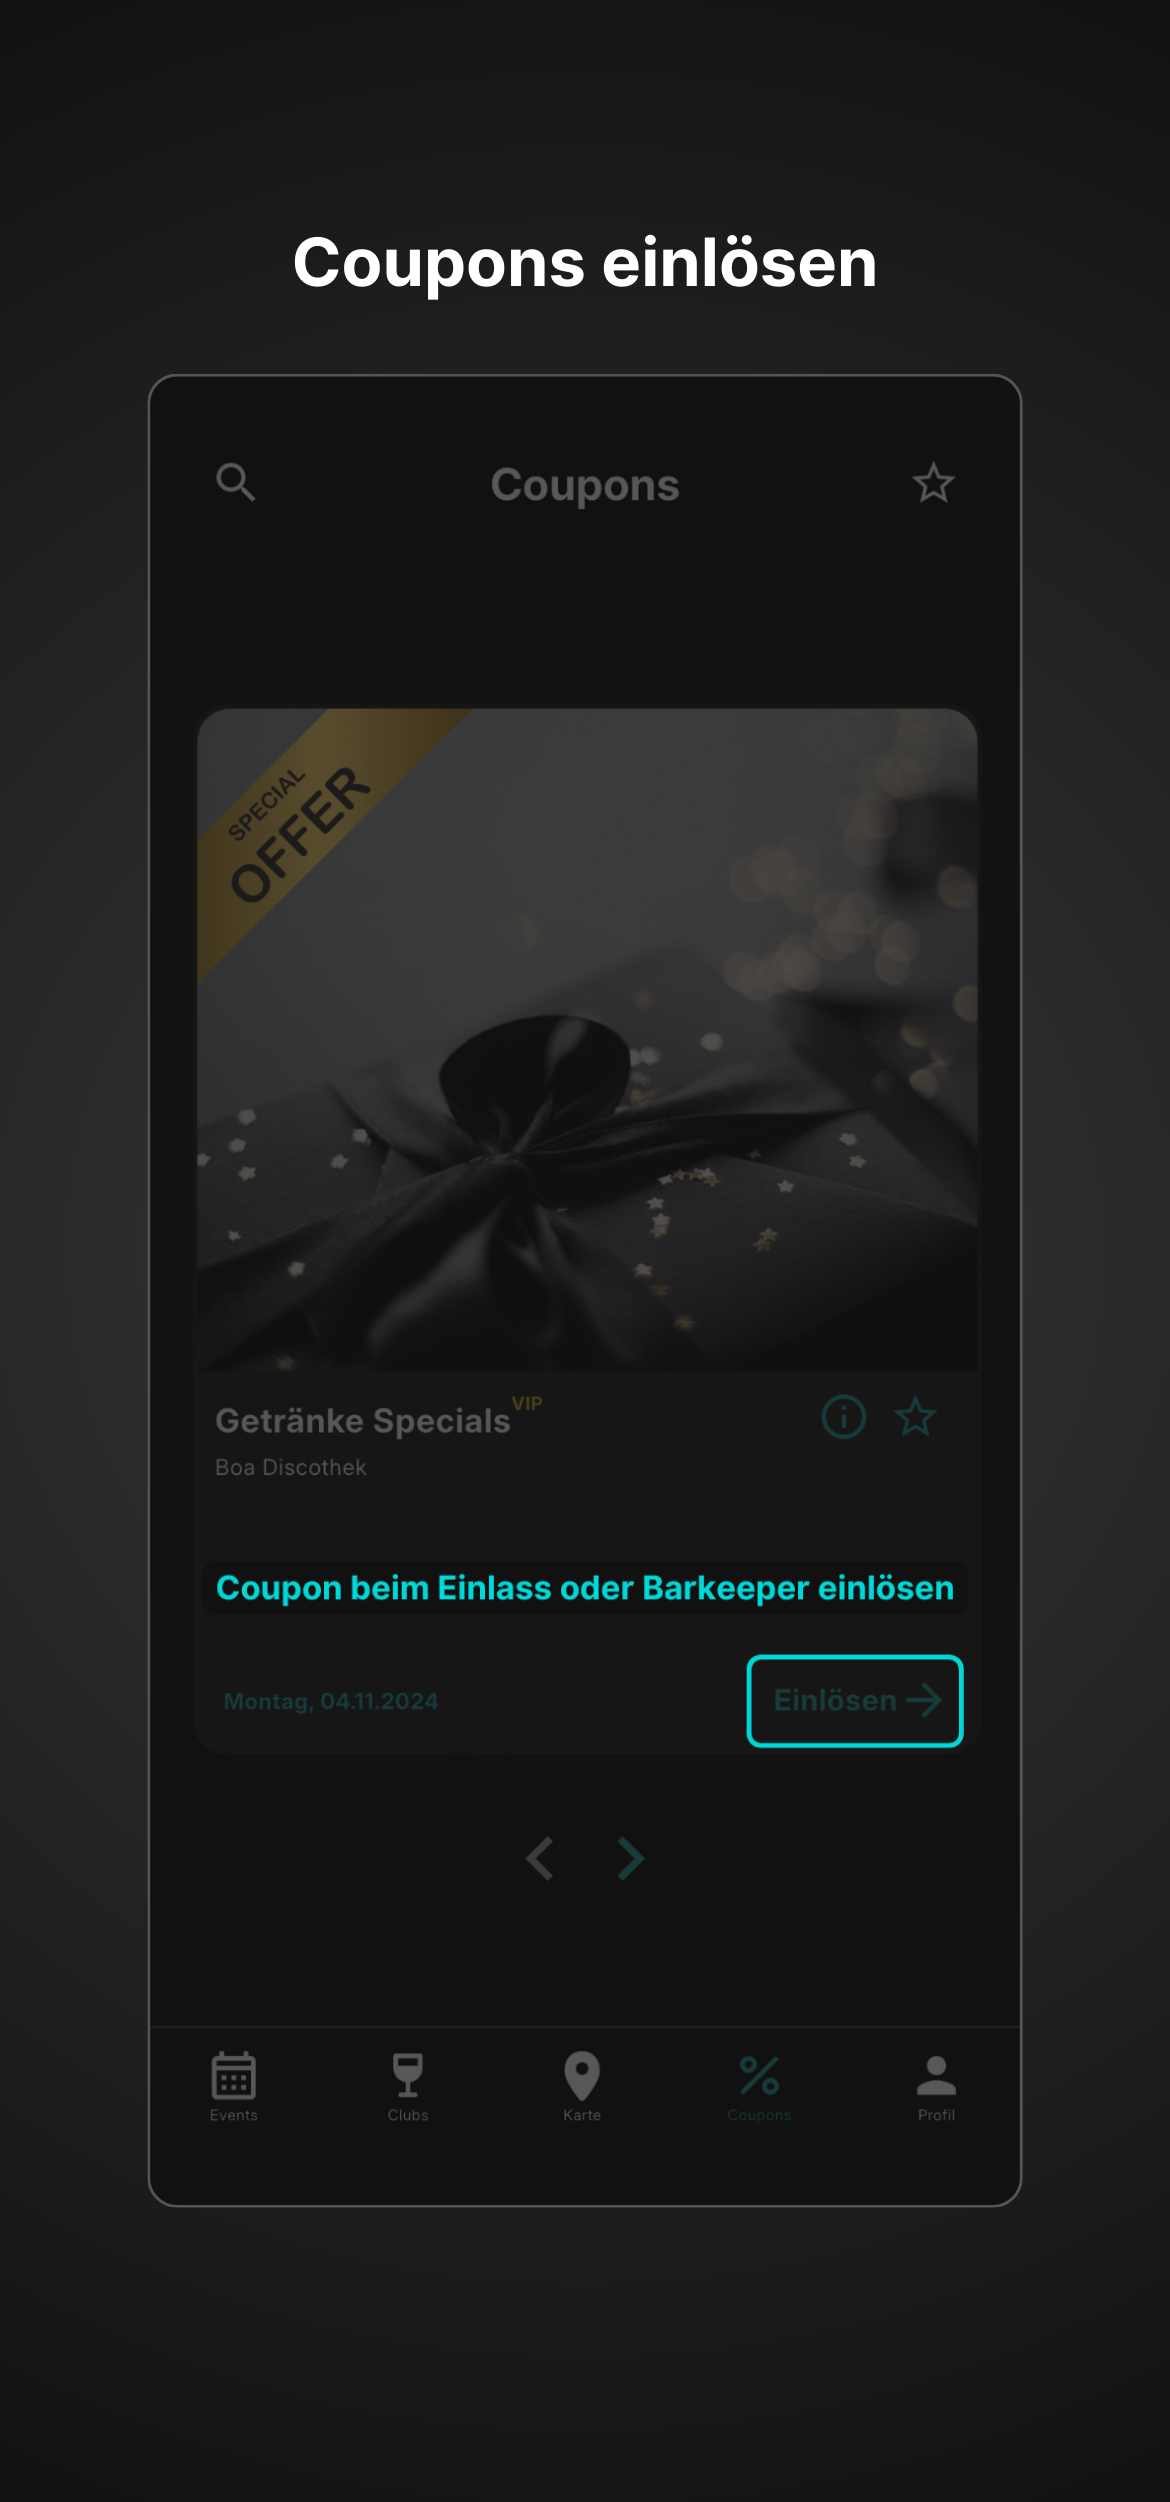 Coupons einlösen
Coupons
SPECIAL
OFFER
Getränke Specials VIP
Boa Discothek
Coupon beim Einlass oder Barkeeper einlösen
Montag, 04.11.2024
Einlösen
Events
Clubs
Karte
Coupons
Profil